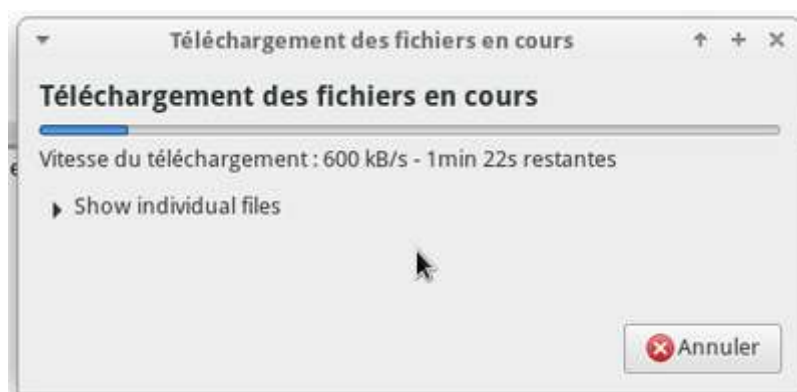 Téléchargement des fichiers en cours
Téléchargement des fichiers en cours
Vitesse du téléchargement : 600 kB/s - 1min 22s restantes
Show individual files
Annuler